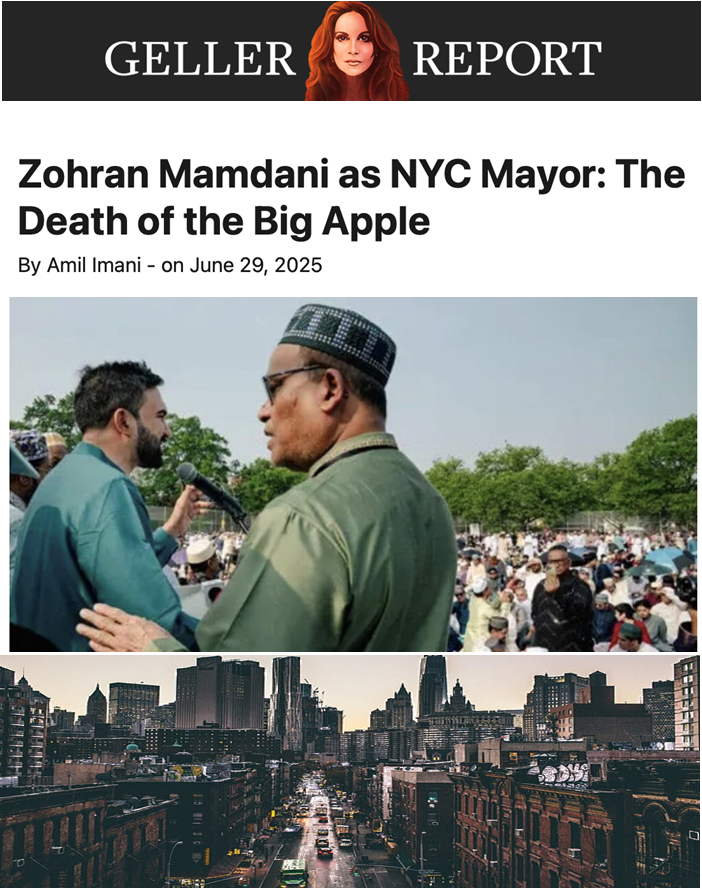 GELLER REPORT
Zohran Mamdani as NYC Mayor: The
Death of the Big Apple
By Amil Imani - on June 29, 2025